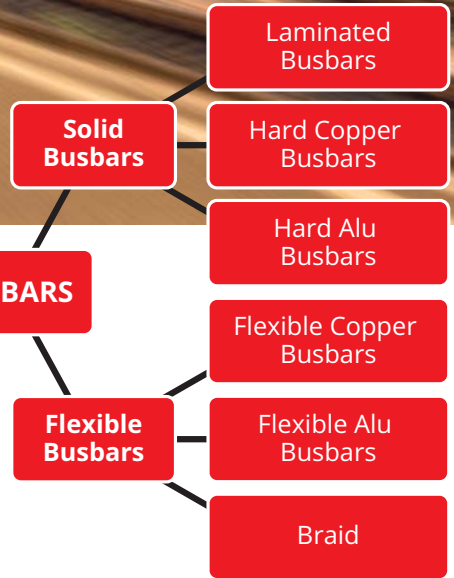 Laminated
Busbars
Solid
Busbars
Hard Copper
Busbars
Hard Alu
Busbars
BARS
Flexible Copper
Busbars
Flexible
Busbars
Flexible Alu
Busbars
Braid